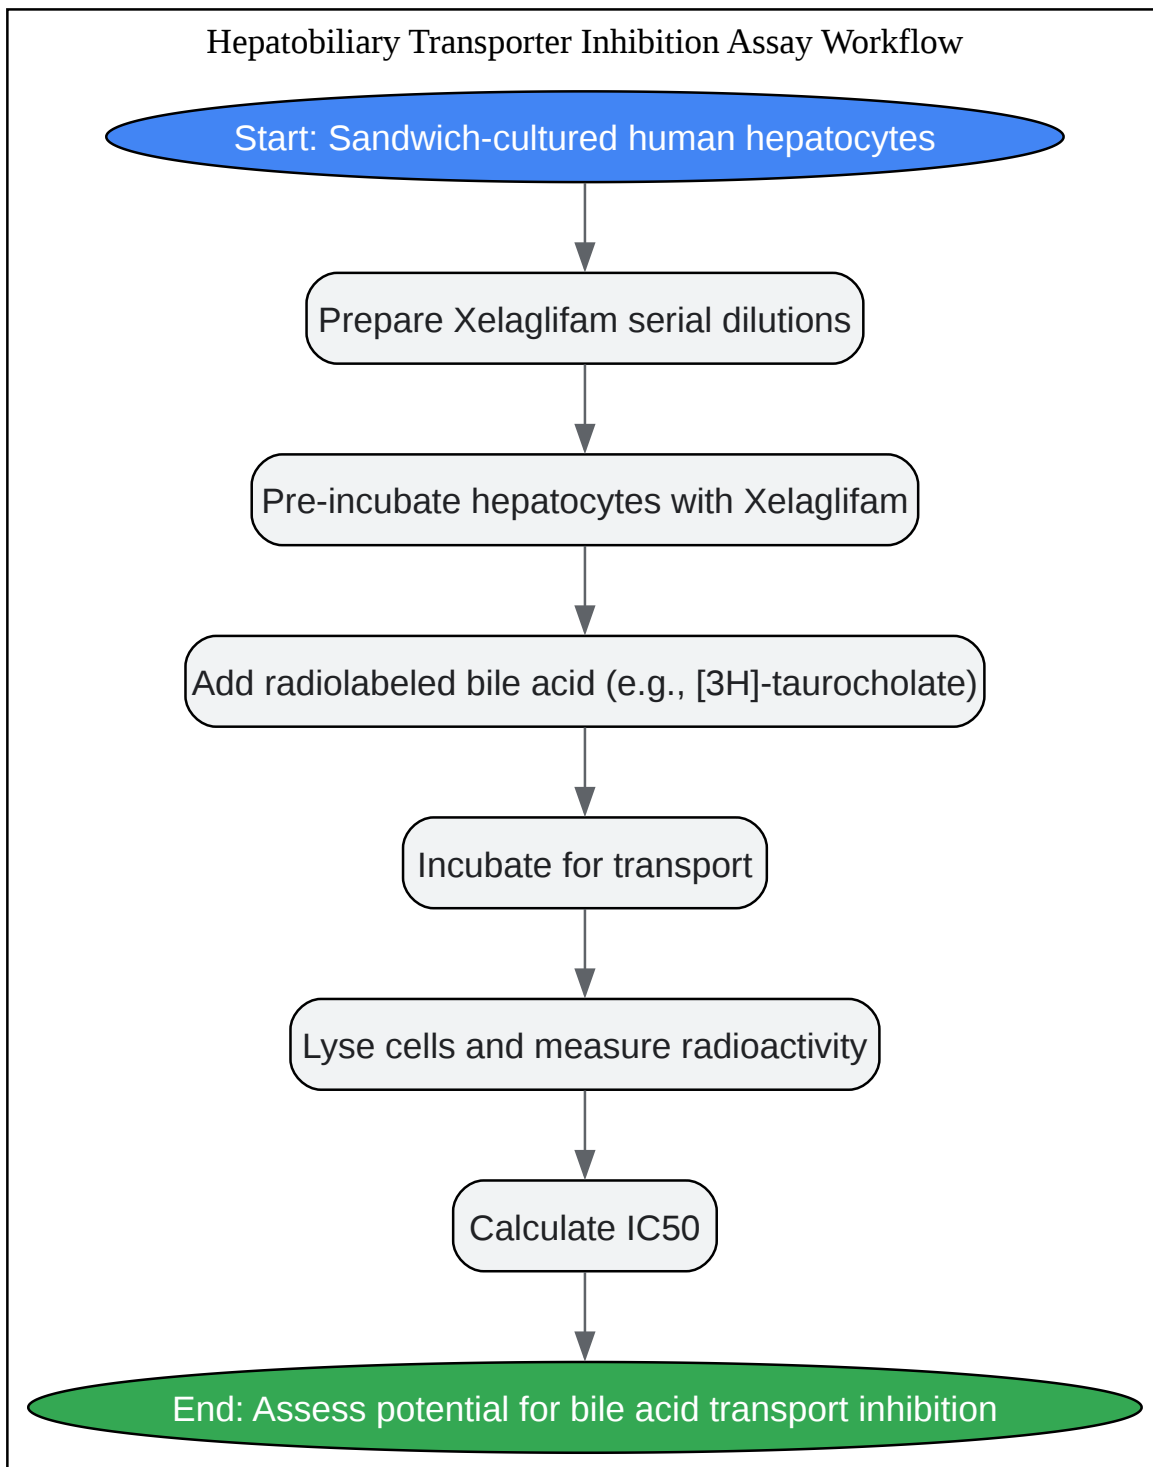 Hepatobiliary Transporter Inhibition Assay Workflow
Start: Sandwich-cultured human hepatocytes
Prepare Xelaglifam serial dilutions
Pre-incubate hepatocytes with Xelaglifam
Add radiolabeled bile acid (e.g., [3H]-taurocholate)
Incubate for transport
Lyse cells and measure radioactivity
Calculate IC50
End: Assess potential for bile acid transport inhibition